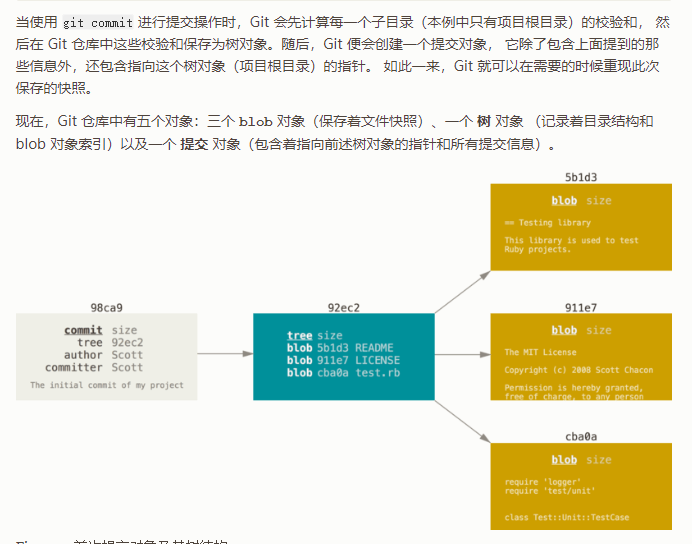 当使用 git commit 进行提交操作时，Git 会先计算每一个子目录（本例中只有项目根目录）的校验和， 然
后在 Git 仓库中这些校验和保存为树对象。随后，Git 便会创建一个提交对象， 它除了包含上面提到的那
些信息外，还包含指向这个树对象（项目根目录）的指针。 如此一来，Git 就可以在需要的时候重现此次
保存的快照。
现在，Git 仓库中有五个对象：三个 blob 对象（保存着文件快照）、一个 树 对象 （记录着目录结构和
blob 对象索引）以及一个 提交 对象（包含着指向前述树对象的指针和所有提交信息）。
98ca9
commit size
tree 92ec2
author Scott
committer Scott
The initial commit of my project
92ec2
tree size
blob 5b1d3 README
blob 911e7 LICENSE
blob cba0a test.rb
5b1d3
blob size
== Testing library
This library is used to test
Ruby projects.
911e7
blob size
The MIT License
Copyright (c) 2008 Scott Chacon
Permission is hereby granted,
free of charge, to any person
cba0a
blob size
require 'logger'
require 'test/unit'
class Test::Unit::TestCase